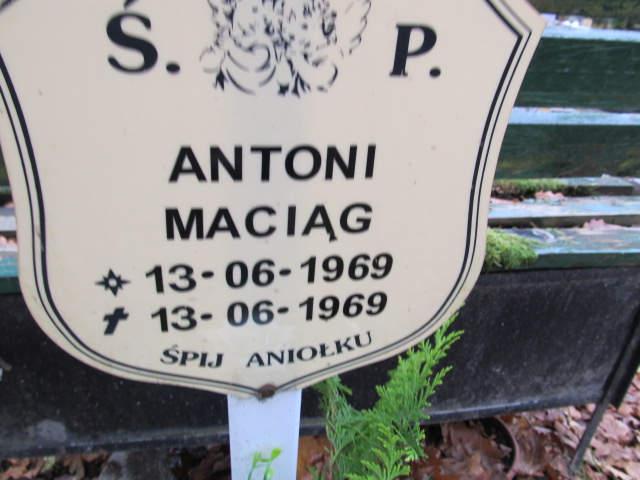 Ś. P.
ANTONI
MACIĄG
13-06-1969
13-06-1969
ŚPIJ ANIOŁKU